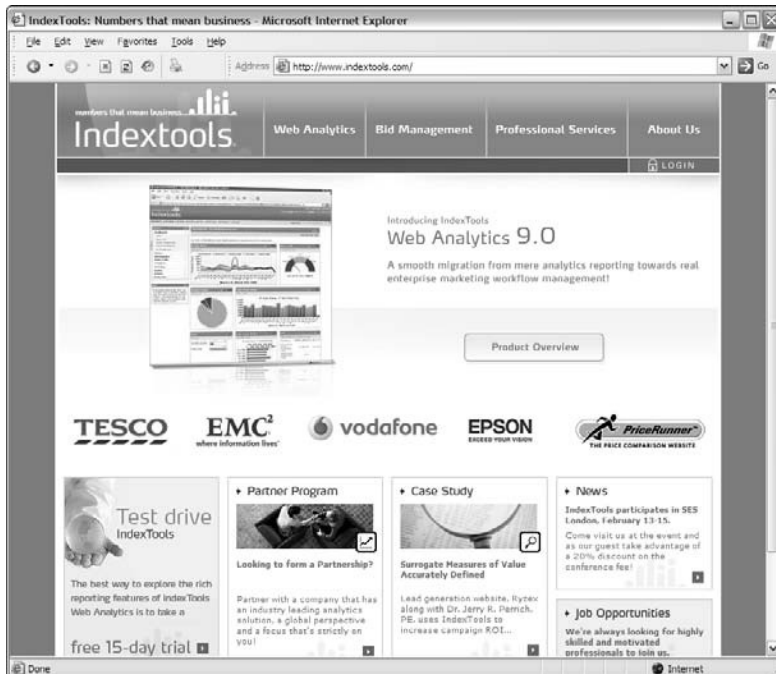 IndexTools: Numbers that mean business - Microsoft Internet Explorer
File Edit View Favorites Tools Help
Address http://www.indextools.com/ Go
numbers that mean business
Indextools
Web Analytics Bid Management Professional Services About Us
LOGIN
Introducing IndexTools
Web Analytics 9.0
A smooth migration from mere analytics reporting towards real
enterprise marketing workflow management!
Product Overview
TESCO
EMC²
where information lives
vodafone
EPSON
EXCEED YOUR VISION
PriceRunner
THE PRICE COMPARISON WEBSITE
Test drive
IndexTools
The best way to explore the rich
reporting features of IndexTools
Web Analytics is to take a
free 15-day trial
Partner Program
Looking to form a Partnership?
Partner with a company that has
an industry leading analytics
solution, a global perspective
and a focus that's strictly on
you!
Case Study
Surrogate Measures of Value
Accurately Defined
Lead generation website, Rytex
along with Dr. Jerry R. Perrich,
PE, uses IndexTools to
increase campaign ROI...
News
IndexTools participates in SES
London, February 13-15.
Come visit us at the event and
as our guest take advantage of
a 20% discount on the
conference fee!
Job Opportunities
We're always looking for highly
skilled and motivated
professionals to join us.
Done Internet